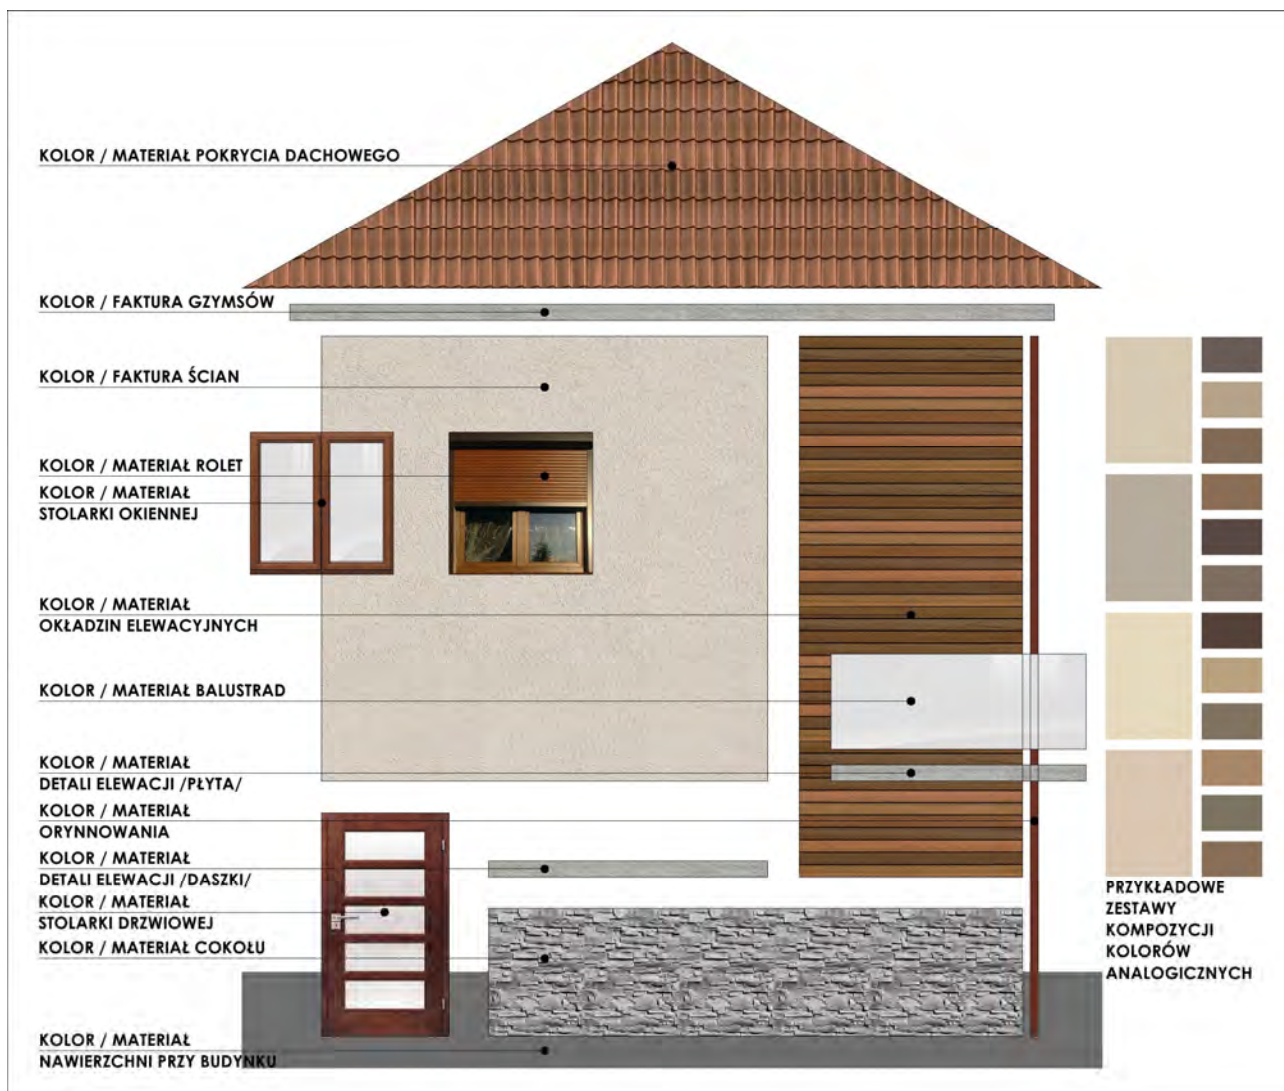 KOLOR / MATERIAŁ POKRYCIA DACHOWEGO
KOLOR / FAKTURA GZYMSÓW
KOLOR / FAKTURA ŚCIAN
KOLOR / MATERIAŁ ROLET
KOLOR / MATERIAŁ
STOLARKI OKIENNEJ
KOLOR / MATERIAŁ
OKŁADZIN ELEWACYJNYCH
KOLOR / MATERIAŁ BALUSTRAD
KOLOR / MATERIAŁ
DETALI ELEWACJI /PŁYTA/
KOLOR / MATERIAŁ
ORYNNOWANIA
KOLOR / MATERIAŁ
DETALI ELEWACJI /DASZKI/
KOLOR / MATERIAŁ
STOLARKI DRZWIOWEJ
KOLOR / MATERIAŁ COKOŁU
KOLOR / MATERIAŁ
NAWIERZCHNI PRZY BUDYNKU
PRZYKŁADOWE
ZESTAWY
KOMPOZYCJI
KOLORÓW
ANALOGICZNYCH